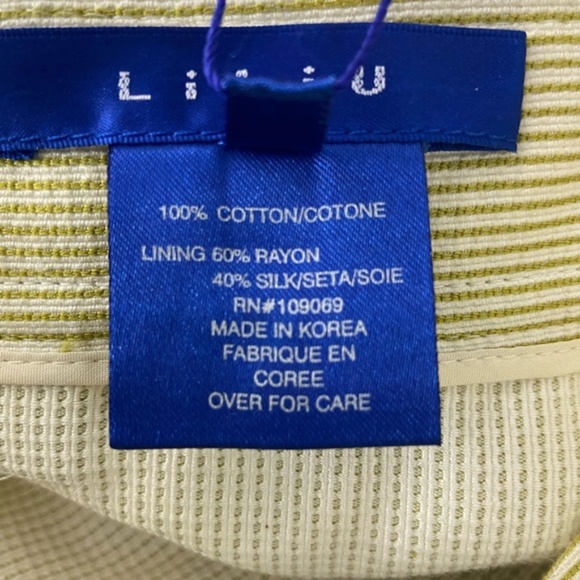 100% COTTON/COTONE
LINING 60% RAYON
40% SILK/SETA/SOIE
RN#109069
MADE IN KOREA
FABRIQUE EN
COREE
OVER FOR CARE